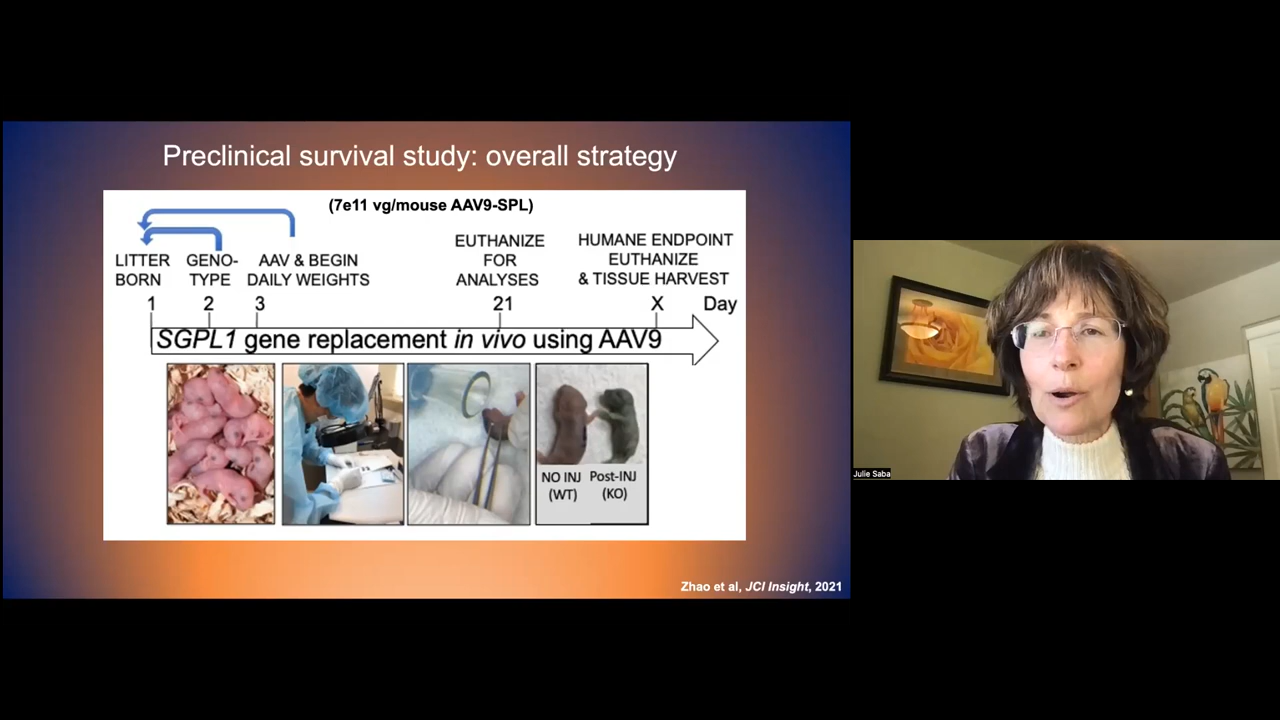 Preclinical survival study: overall strategy
(7e11 vg/mouse AAV9-SPL)
LITTER
BORN
GENO-
TYPE
AAV & BEGIN
DAILY WEIGHTS
EUTHANIZE
FOR
ANALYSES
HUMANE ENDPOINT
EUTHANIZE
& TISSUE HARVEST
1 2 3 21 X Day
SGPL1 gene replacement in vivo using AAV9
NO INJ
(WT)
Post-INJ
(KO)
Zhao et al, JCI Insight, 2021
Julie Saba